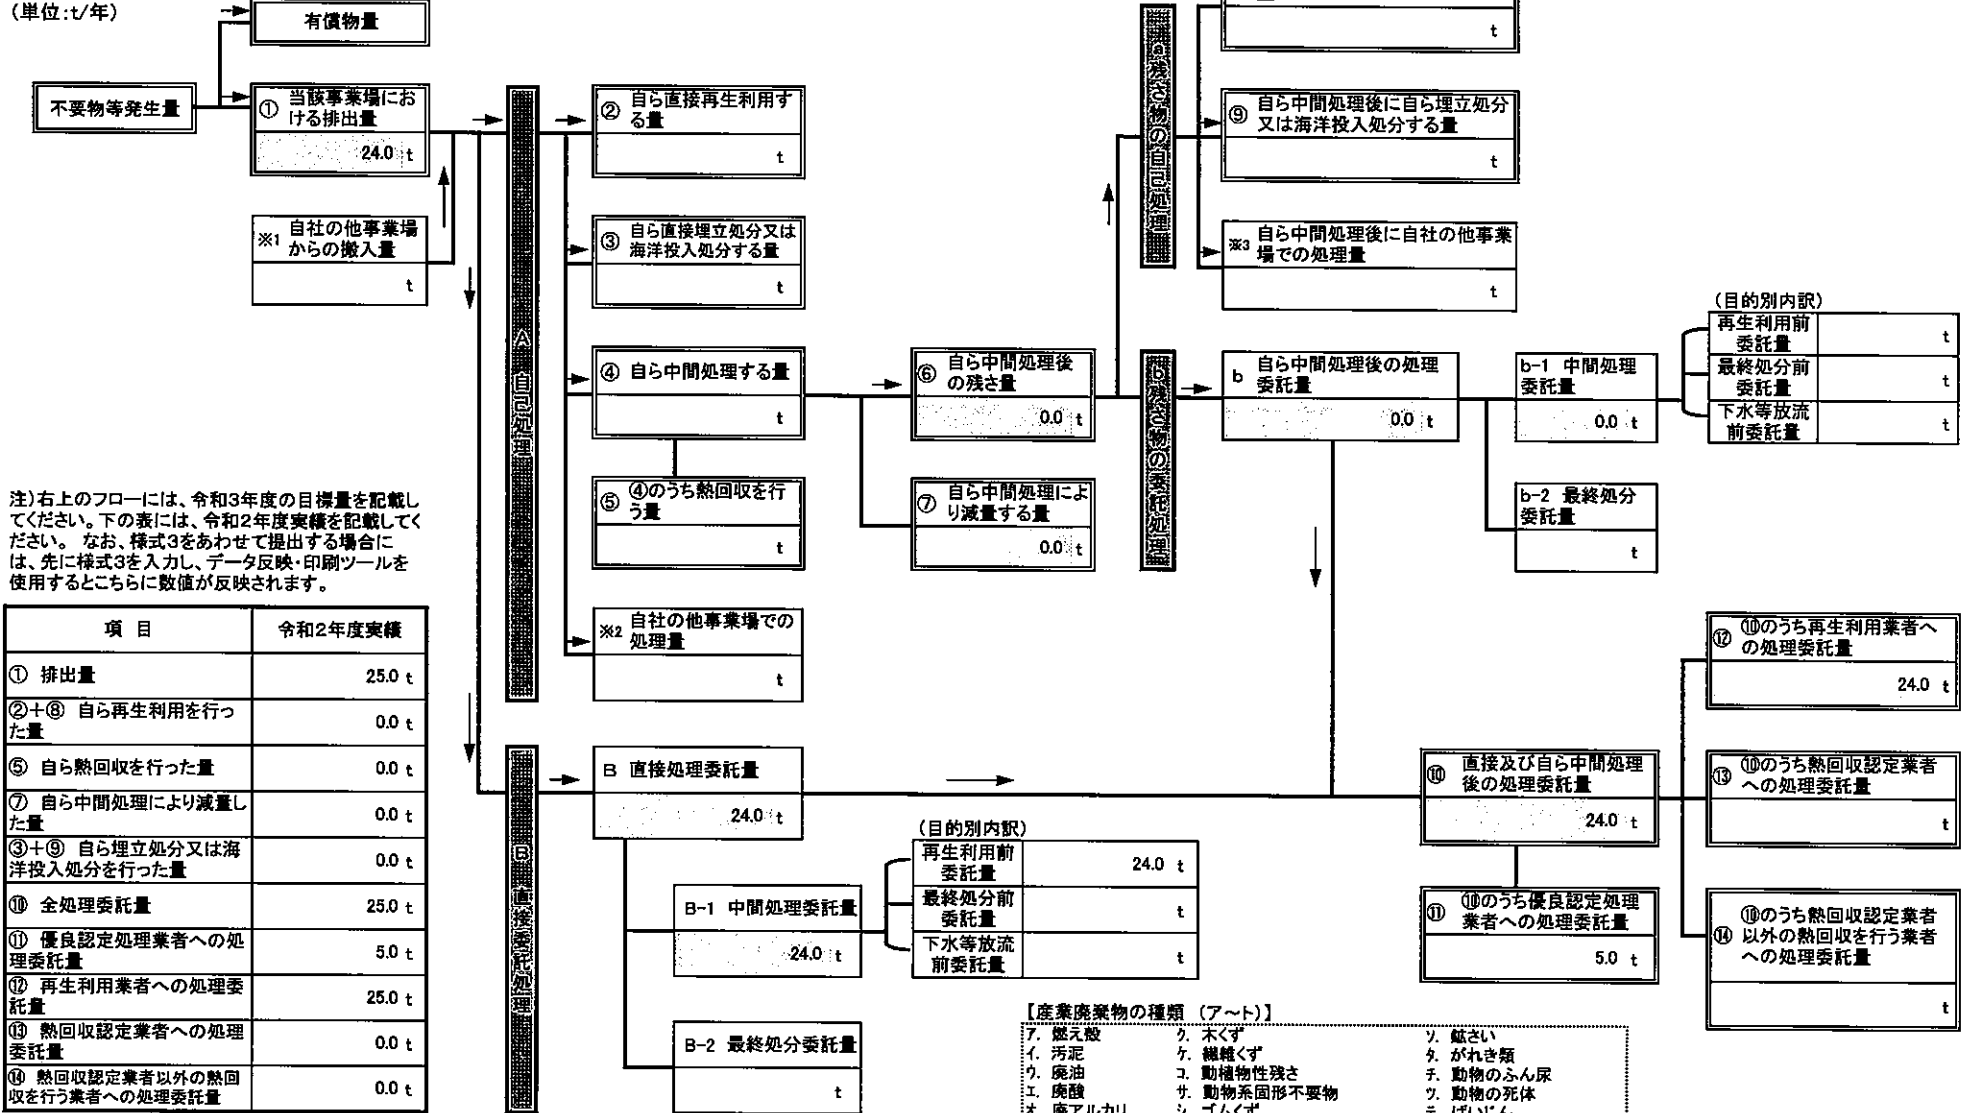 (単位:t/年)
有償物量
不要物等発生量
① 当該事業場にお
ける排出量
24.0 t
※1 自社の他事業場
からの搬入量
t
A 自己処理
② 自ら直接再生利用す
る量
t
③ 自ら直接埋立処分又は
海洋投入処分する量
t
④ 自ら中間処理する量
t
⑤ ④のうち熱回収を行
う量
t
※2 自社の他事業場での
処理量
t
⑥ 自ら中間処理後
の残さ量
0.0 t
⑦ 自ら中間処理によ
り減量する量
0.0 t
a 残さ物の自己処理
t
⑨ 自ら中間処理後に自ら埋立処分
又は海洋投入処分する量
t
※3 自ら中間処理後に自社の他事業
場での処理量
t
b 残さ物の委託処理
b 自ら中間処理後の処理
委託量
0.0 t
b-1 中間処理
委託量
0.0 t
(目的別内訳)
再生利用前
委託量 t
最終処分前
委託量 t
下水等放流
前委託量 t
b-2 最終処分
委託量
t
注)右上のフローには、令和3年度の目標量を記載し
てください。下の表には、令和2年度実績を記載してく
ださい。 なお、様式3をあわせて提出する場合に
は、先に様式3を入力し、データ反映・印刷ツールを
使用するとこちらに数値が反映されます。
項 目 令和2年度実績
① 排出量 25.0 t
②+⑧ 自ら再生利用を行っ
た量 0.0 t
⑤ 自ら熱回収を行った量 0.0 t
⑦ 自ら中間処理により減量し
た量 0.0 t
③+⑨ 自ら埋立処分又は海
洋投入処分を行った量 0.0 t
⑩ 全処理委託量 25.0 t
⑪ 優良認定処理業者への処
理委託量 5.0 t
⑫ 再生利用業者への処理委
託量 25.0 t
⑬ 熱回収認定業者への処理
委託量 0.0 t
⑭ 熱回収認定業者以外の熱回
収を行う業者への処理委託量 0.0 t
B 直接委託処理
B 直接処理委託量
24.0 t
B-1 中間処理委託量
24.0 t
(目的別内訳)
再生利用前
委託量 24.0 t
最終処分前
委託量 t
下水等放流
前委託量 t
B-2 最終処分委託量
t
⑩ 直接及び自ら中間処理
後の処理委託量
24.0 t
⑪ ⑩のうち優良認定処理
業者への処理委託量
5.0 t
⑫ ⑩のうち再生利用業者へ
の処理委託量
24.0 t
⑬ ⑩のうち熱回収認定業者
への処理委託量
t
⑭ ⑩のうち熱回収認定業者
以外の熱回収を行う業者
への処理委託量
t
【産業廃棄物の種類 (ア~ト)】
ア. 燃え殻 ク. 木くず ソ. 鉱さい
イ. 汚泥 ケ. 繊維くず タ. がれき類
ウ. 廃油 コ. 動植物性残さ チ. 動物のふん尿
エ. 廃酸 サ. 動物系固形不要物 ツ. 動物の死体
オ. 廃アルカリ シ. ゴムくず テ. ばいじん